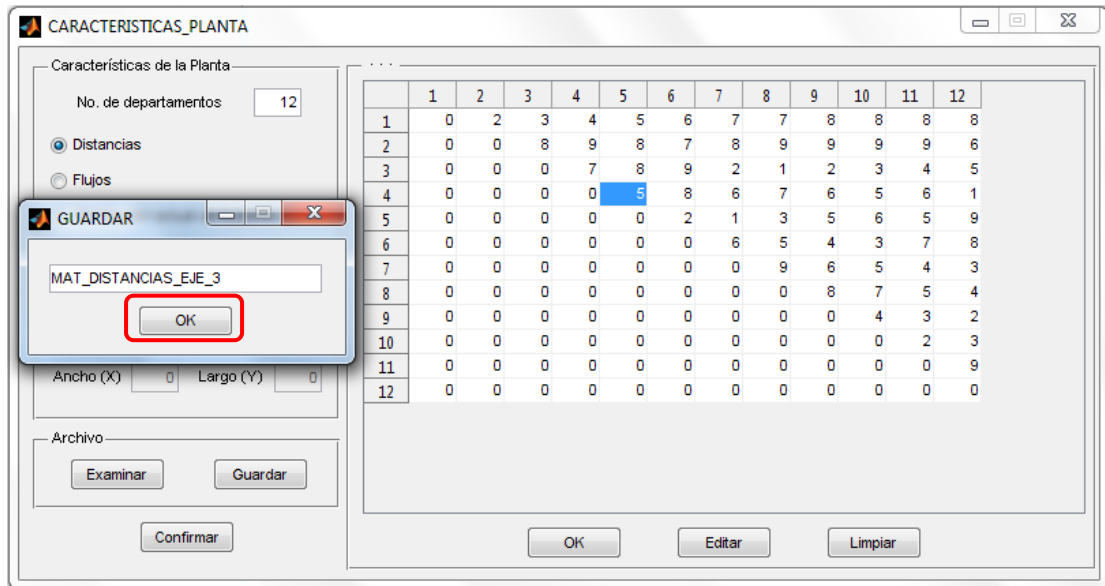 CARACTERISTICAS_PLANTA
Características de la Planta
No. de departamentos 12
Distancias
Flujos
GUARDAR
MAT_DISTANCIAS_EJE_3
OK
Ancho (X) 0 Largo (Y) 0
Archivo
Examinar Guardar
Confirmar
. . .
1 2 3 4 5 6 7 8 9 10 11 12
1 0 2 3 4 5 6 7 7 8 8 8 8
2 0 0 8 9 8 7 8 9 9 9 9 6
3 0 0 0 7 8 9 2 1 2 3 4 5
4 0 0 0 0 5 8 6 7 6 5 6 1
5 0 0 0 0 0 2 1 3 5 6 5 9
6 0 0 0 0 0 0 6 5 4 3 7 8
7 0 0 0 0 0 0 0 9 6 5 4 3
8 0 0 0 0 0 0 0 0 8 7 5 4
9 0 0 0 0 0 0 0 0 0 4 3 2
10 0 0 0 0 0 0 0 0 0 0 2 3
11 0 0 0 0 0 0 0 0 0 0 0 9
12 0 0 0 0 0 0 0 0 0 0 0 0
OK Editar Limpiar